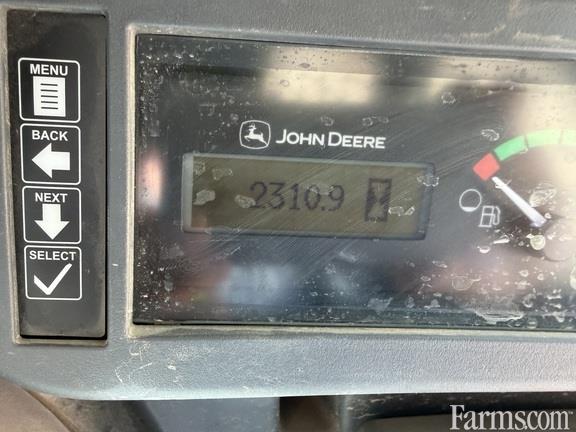 MENU
BACK
NEXT
SELECT
JOHN DEERE
2310.9
Farms.com